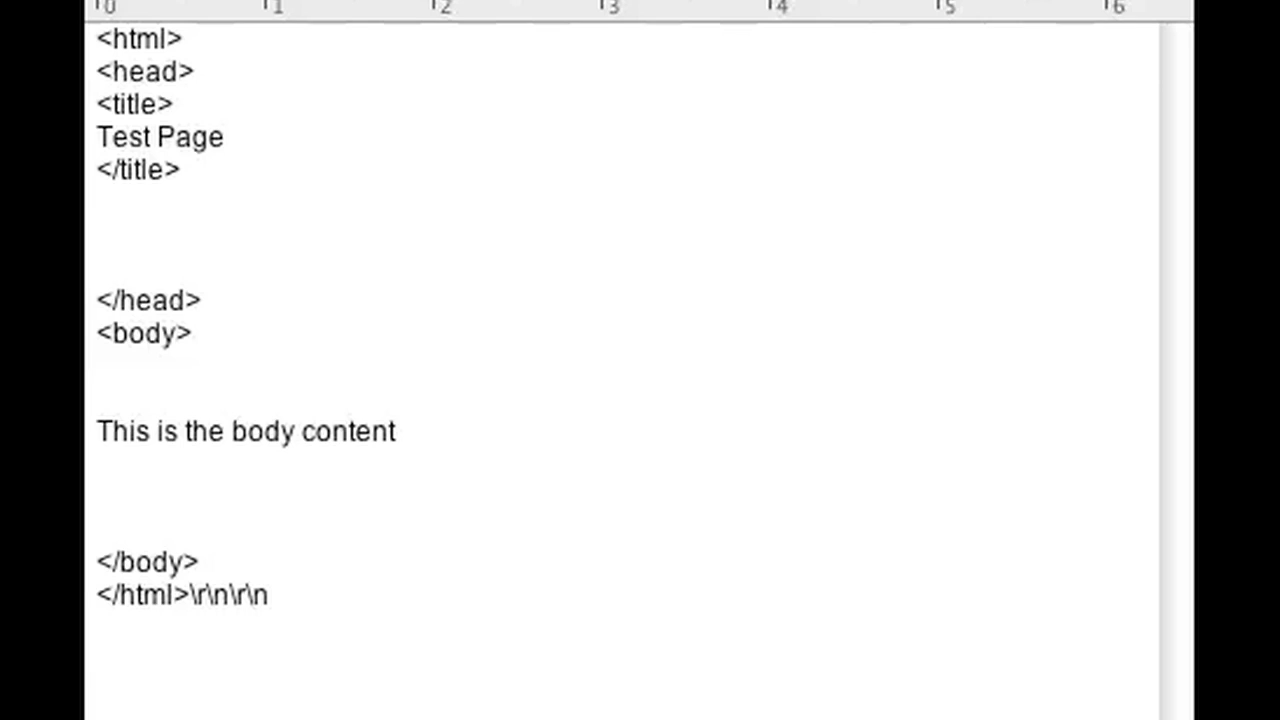 0 1 2 3 4 5 6
<html>
<head>
<title>
Test Page
</title>
</head>
<body>
This is the body content
</body>
</html>\r\n\r\n